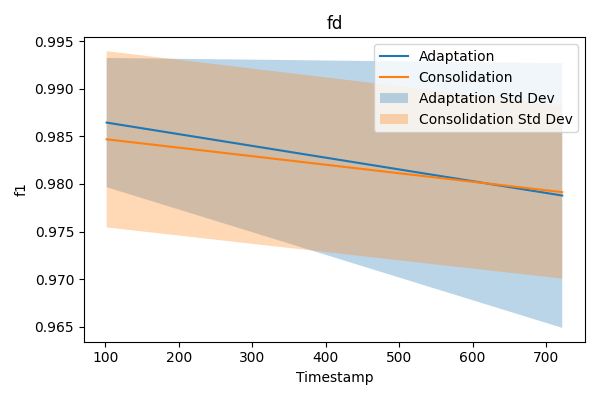 fd
0.995
0.990
0.985
0.980
0.975
0.970
0.965
f1
100
200
300
400
500
600
700
Timestamp
Adaptation
Consolidation
Adaptation Std Dev
Consolidation Std Dev